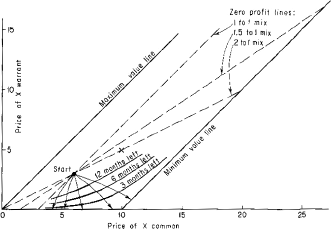 Zero profit lines:
1 to 1 mix
1.5 to 1 mix
2 to 1 mix
15
10
5
Price of X warrant
Maximum value line
Minimum value line
Start
12 months left
6 months left
3 months left
0
5
10
15
20
25
Price of X common